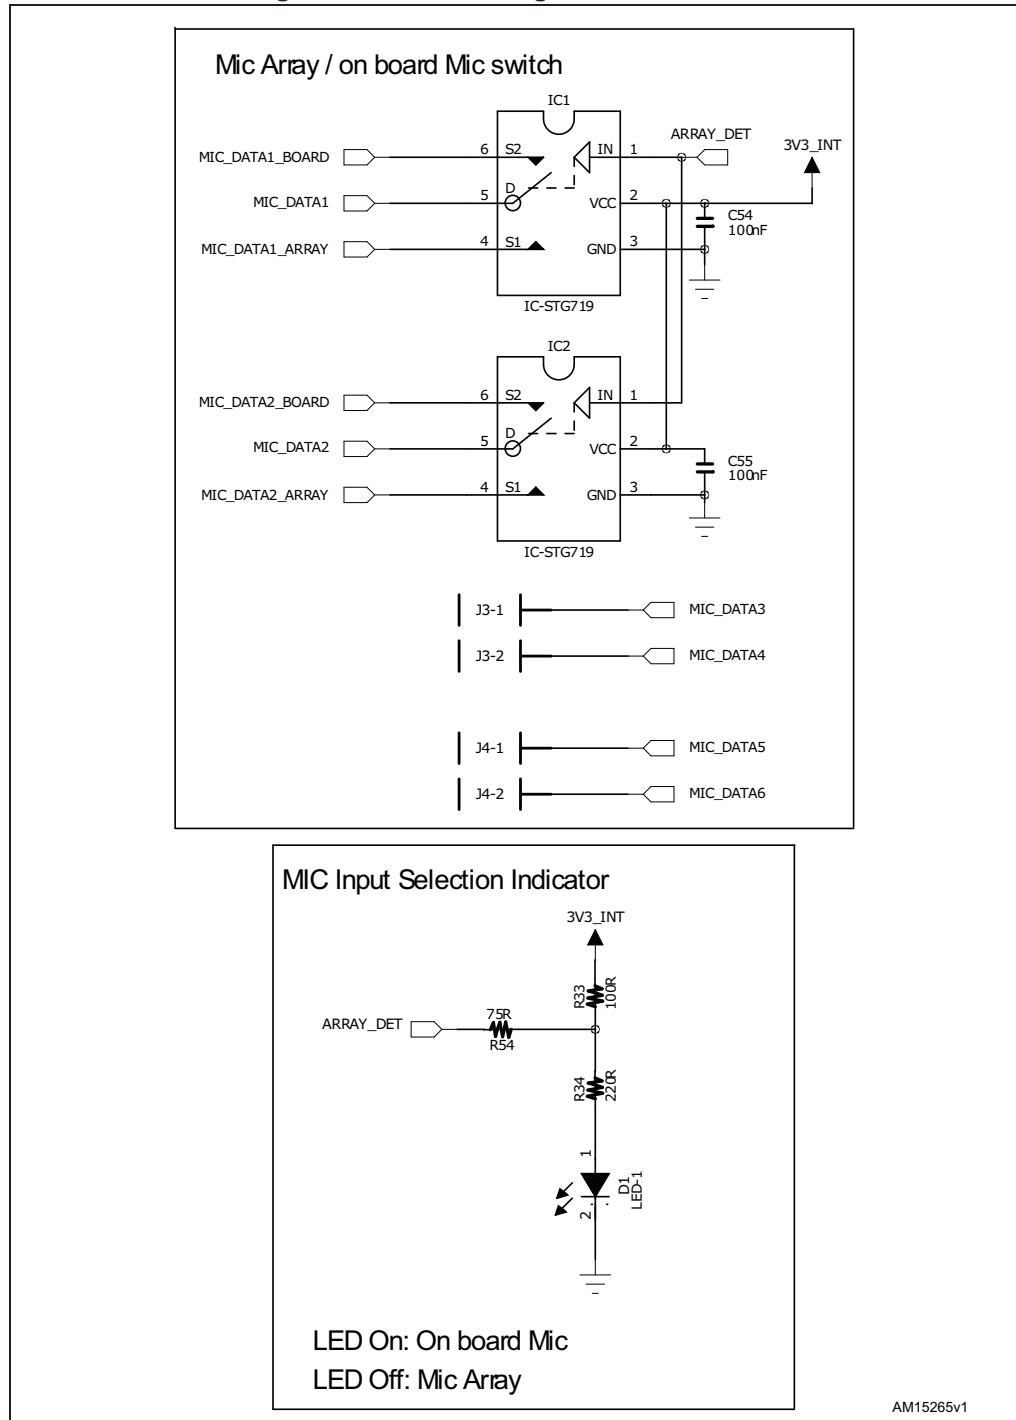 Mic Array / on board Mic switch
IC1
ARRAY_DET
3V3_INT
MIC_DATA1_BOARD 6 S2 IN 1
MIC_DATA1 5 D VCC 2
C54
100nF
MIC_DATA1_ARRAY 4 S1 GND 3
IC-STG719
IC2
MIC_DATA2_BOARD 6 S2 IN 1
MIC_DATA2 5 D VCC 2
C55
100nF
MIC_DATA2_ARRAY 4 S1 GND 3
IC-STG719
J3-1 MIC_DATA3
J3-2 MIC_DATA4
J4-1 MIC_DATA5
J4-2 MIC_DATA6
MIC Input Selection Indicator
3V3_INT
R33
100R
ARRAY_DET
75R
R54
R34
220R
1
D1
LED-1
2
LED On: On board Mic
LED Off: Mic Array
AM15265v1